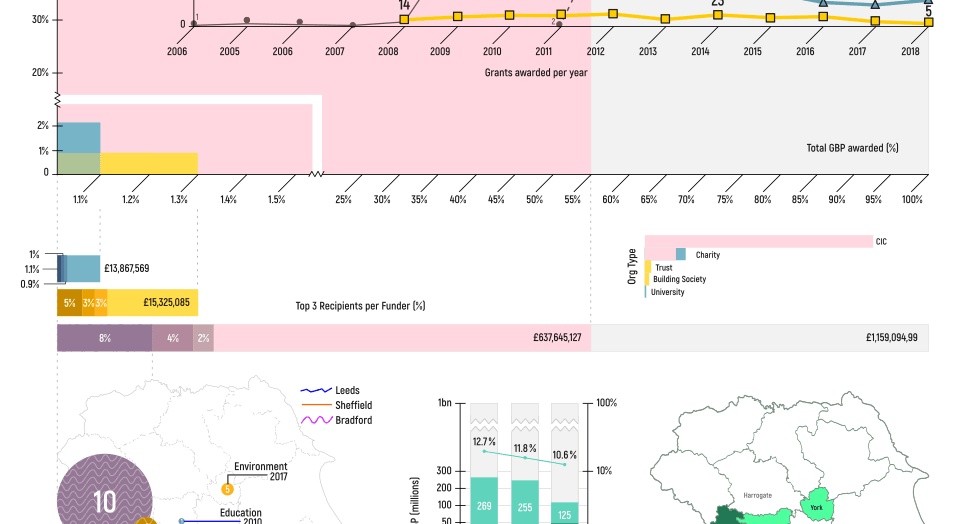 14
23
5
30%
0
1
2
2006 2005 2006 2007 2008 2009 2010 2011 2012 2013 2014 2015 2016 2017 2018
20%
Grants awarded per year
2%
1%
0
Total GBP awarded (%)
1.1% 1.2% 1.3% 1.4% 1.5% 25% 30% 35% 40% 45% 50% 55% 60% 65% 70% 75% 80% 85% 90% 95% 100%
Org Type
CIC
Charity
Trust
Building Society
University
1%
1.1%
0.9%
£13,867,569
5% 3% 3% £15,325,085
Top 3 Recipients per Funder (%)
8% 4% 2% £637,645,127 £1,159,094,99
Leeds
Sheffield
Bradford
Environment
2017
5
10
Education
2010
1bn
100%
12.7% 11.8% 10.6%
300
10%
200
100
50
269 255 125
P (millions)
Harrogate
York